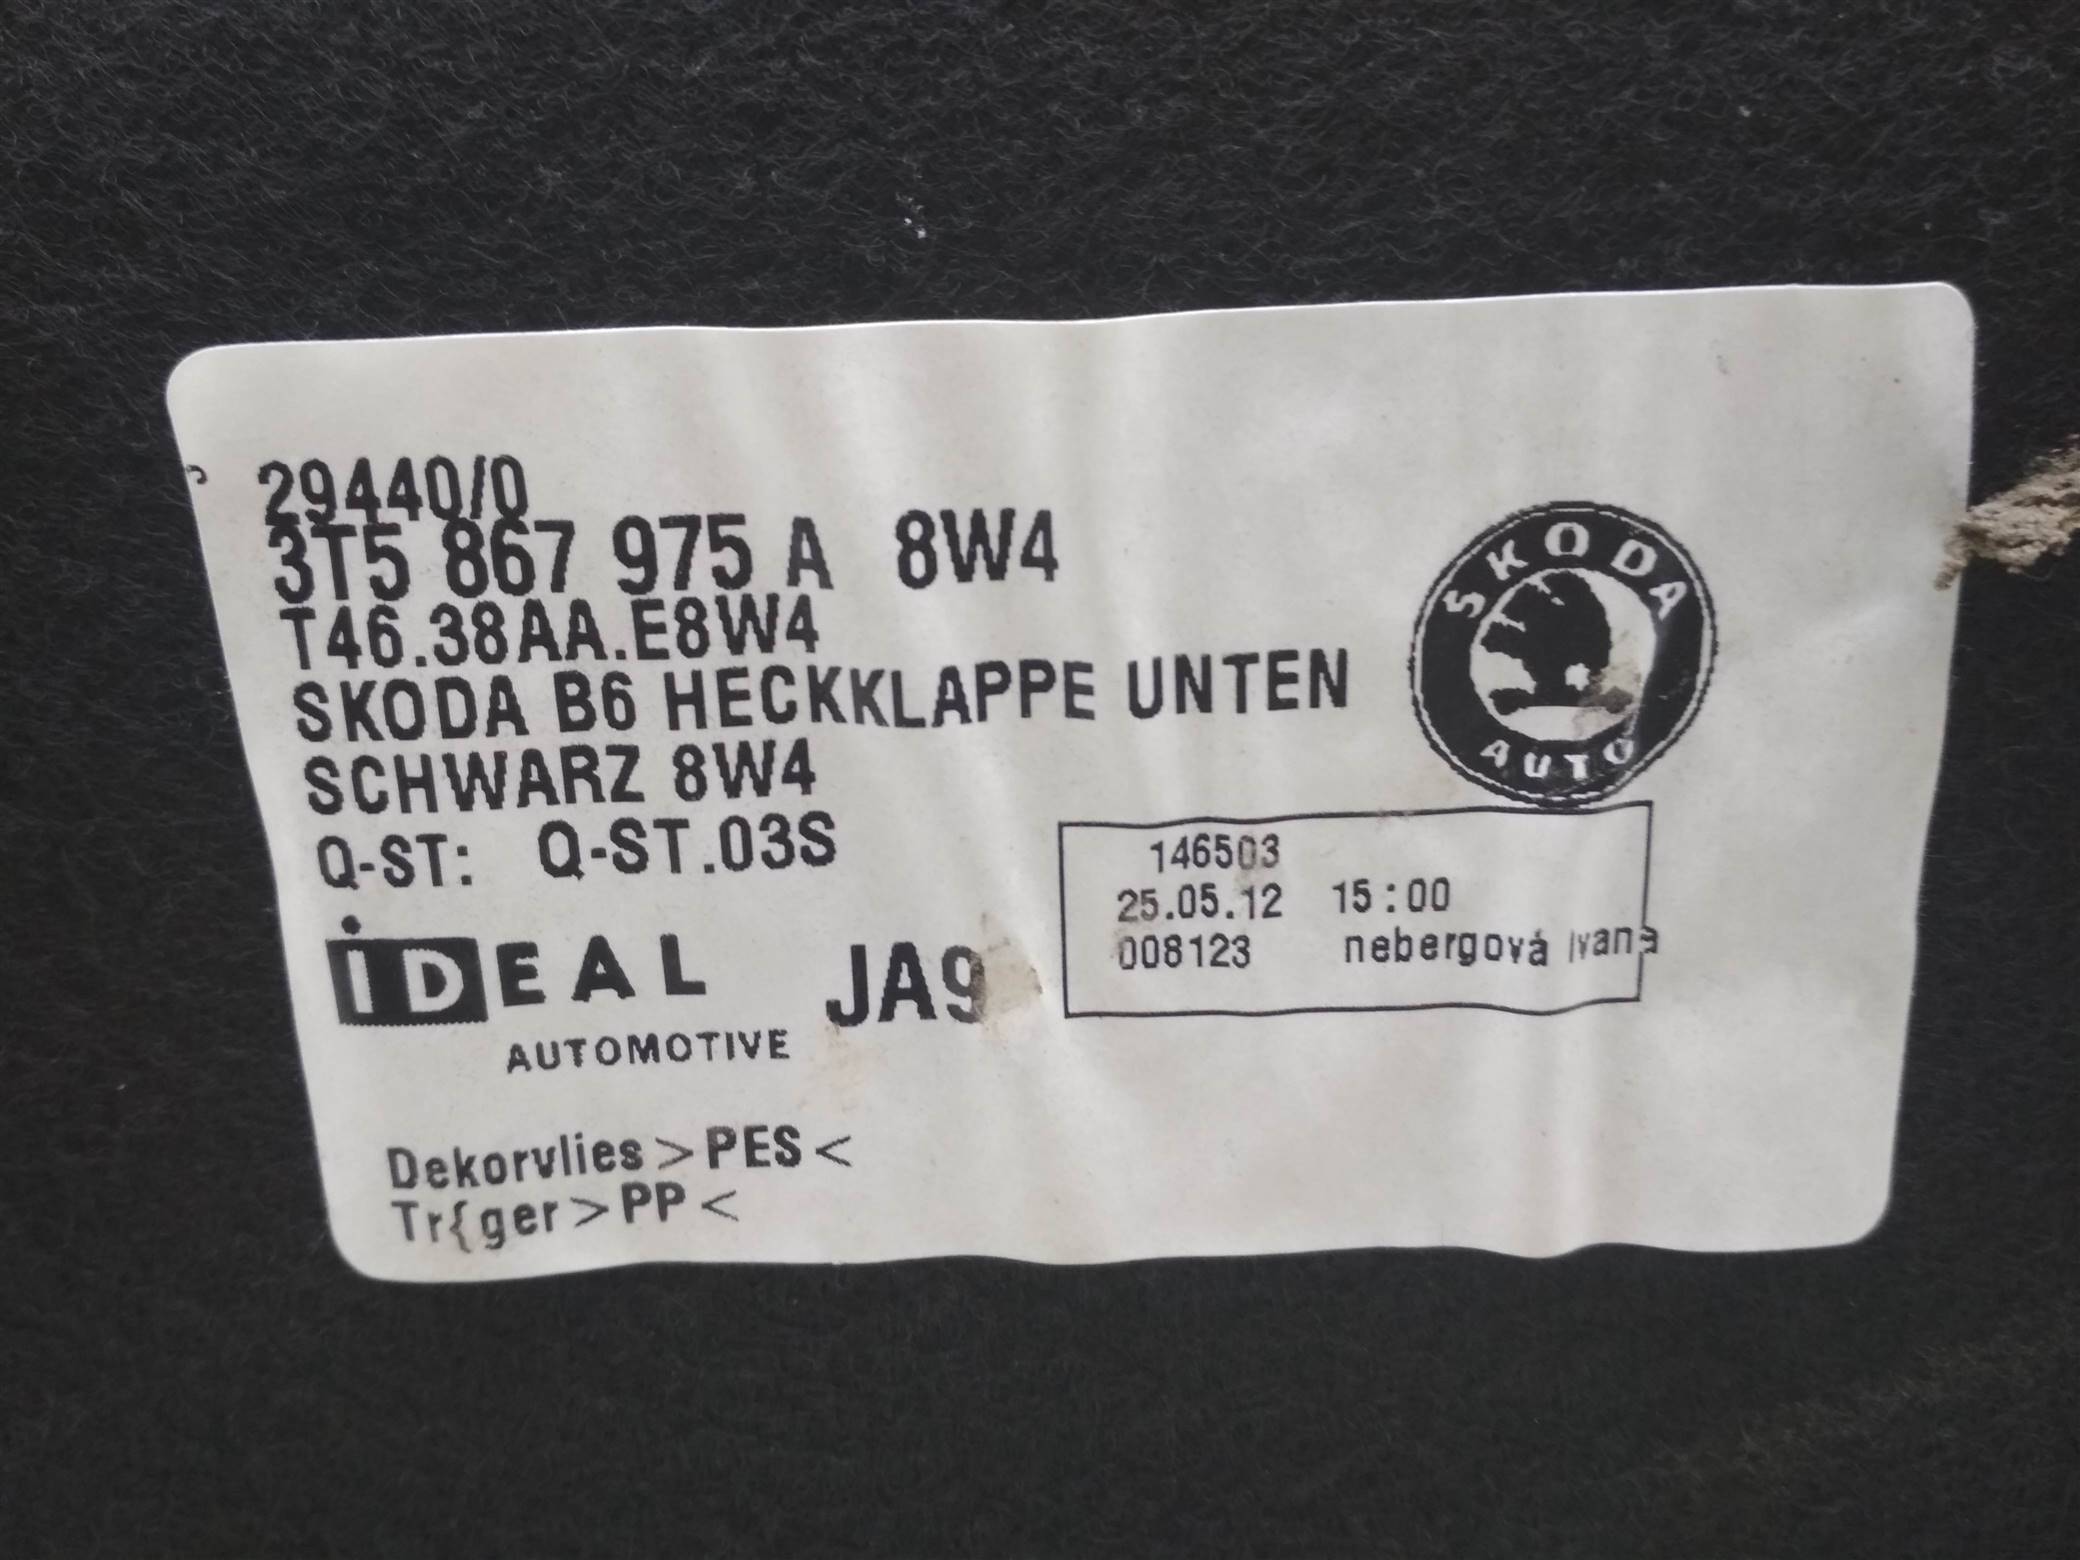 29440/0
3T5 867 975 A 8W4
T46.38AA.E8W4
SKODA B6 HECKKLAPPE UNTEN
SCHWARZ 8W4
Q-ST: Q-ST.03S
SKODA
AUTO
146503
25.05.12 15:00
008123 nebergová Ivana
iDEAL
AUTOMOTIVE
JA9
Dekorvlies >PES<
Tr{ger >PP<